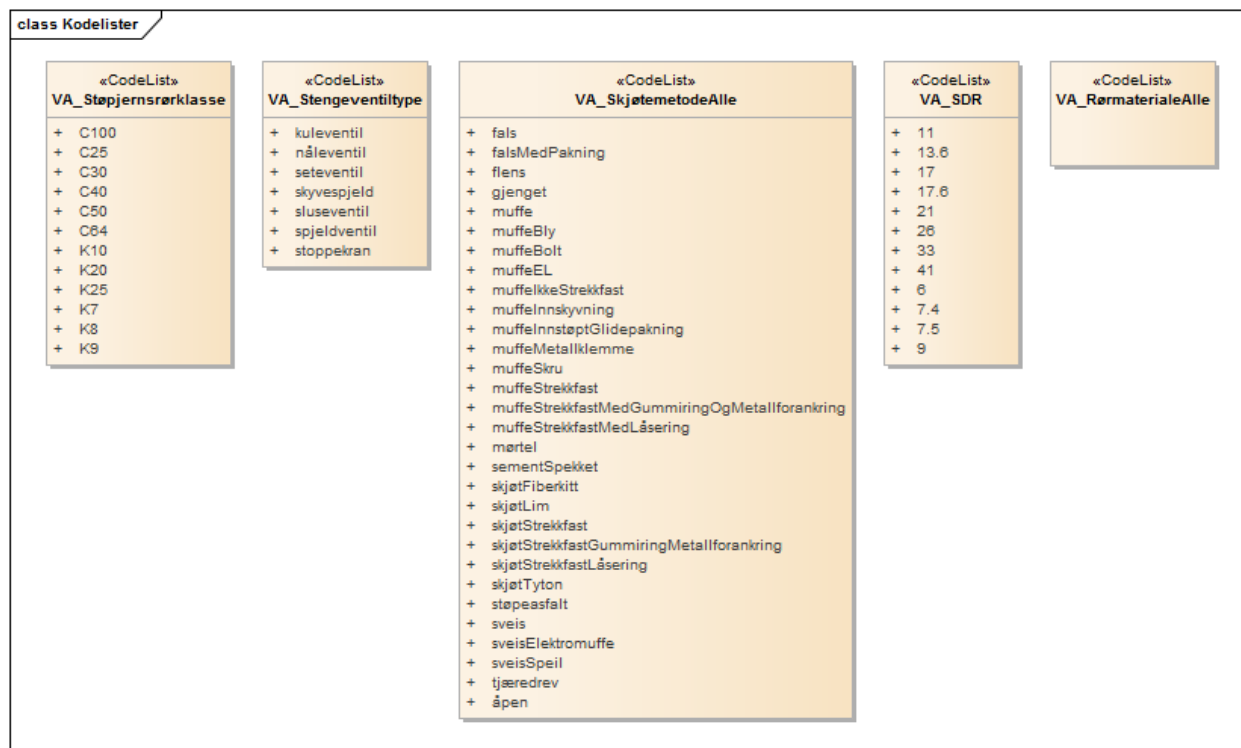 class Kodelister
«CodeList»
VA_Støpjernsrørklasse
+ C100
+ C25
+ C30
+ C40
+ C50
+ C64
+ K10
+ K20
+ K25
+ K7
+ K8
+ K9
«CodeList»
VA_Stengeventiltype
+ kuleventil
+ nåleventil
+ seteventil
+ skyvespjeld
+ sluseventil
+ spjeldventil
+ stoppekran
«CodeList»
VA_SkjøtemetodeAlle
+ fals
+ falsMedPakning
+ flens
+ gjenget
+ muffe
+ muffeBly
+ muffeBolt
+ muffeEL
+ muffeIkkeStrekkfast
+ muffeInnskyvning
+ muffeInnstøptGlidepakning
+ muffeMetallklemme
+ muffeSkru
+ muffeStrekkfast
+ muffeStrekkfastMedGummiringOgMetallforankring
+ muffeStrekkfastMedLåsering
+ mørtel
+ sementSpekket
+ skjøtFiberkitt
+ skjøtLim
+ skjøtStrekkfast
+ skjøtStrekkfastGummiringMetallforankring
+ skjøtStrekkfastLåsering
+ skjøtTyton
+ støpeasfalt
+ sveis
+ sveisElektromuffe
+ sveisSpeil
+ tjæredrev
+ åpen
«CodeList»
VA_SDR
+ 11
+ 13.6
+ 17
+ 17.6
+ 21
+ 26
+ 33
+ 41
+ 6
+ 7.4
+ 7.5
+ 9
«CodeList»
VA_RørmaterialeAlle